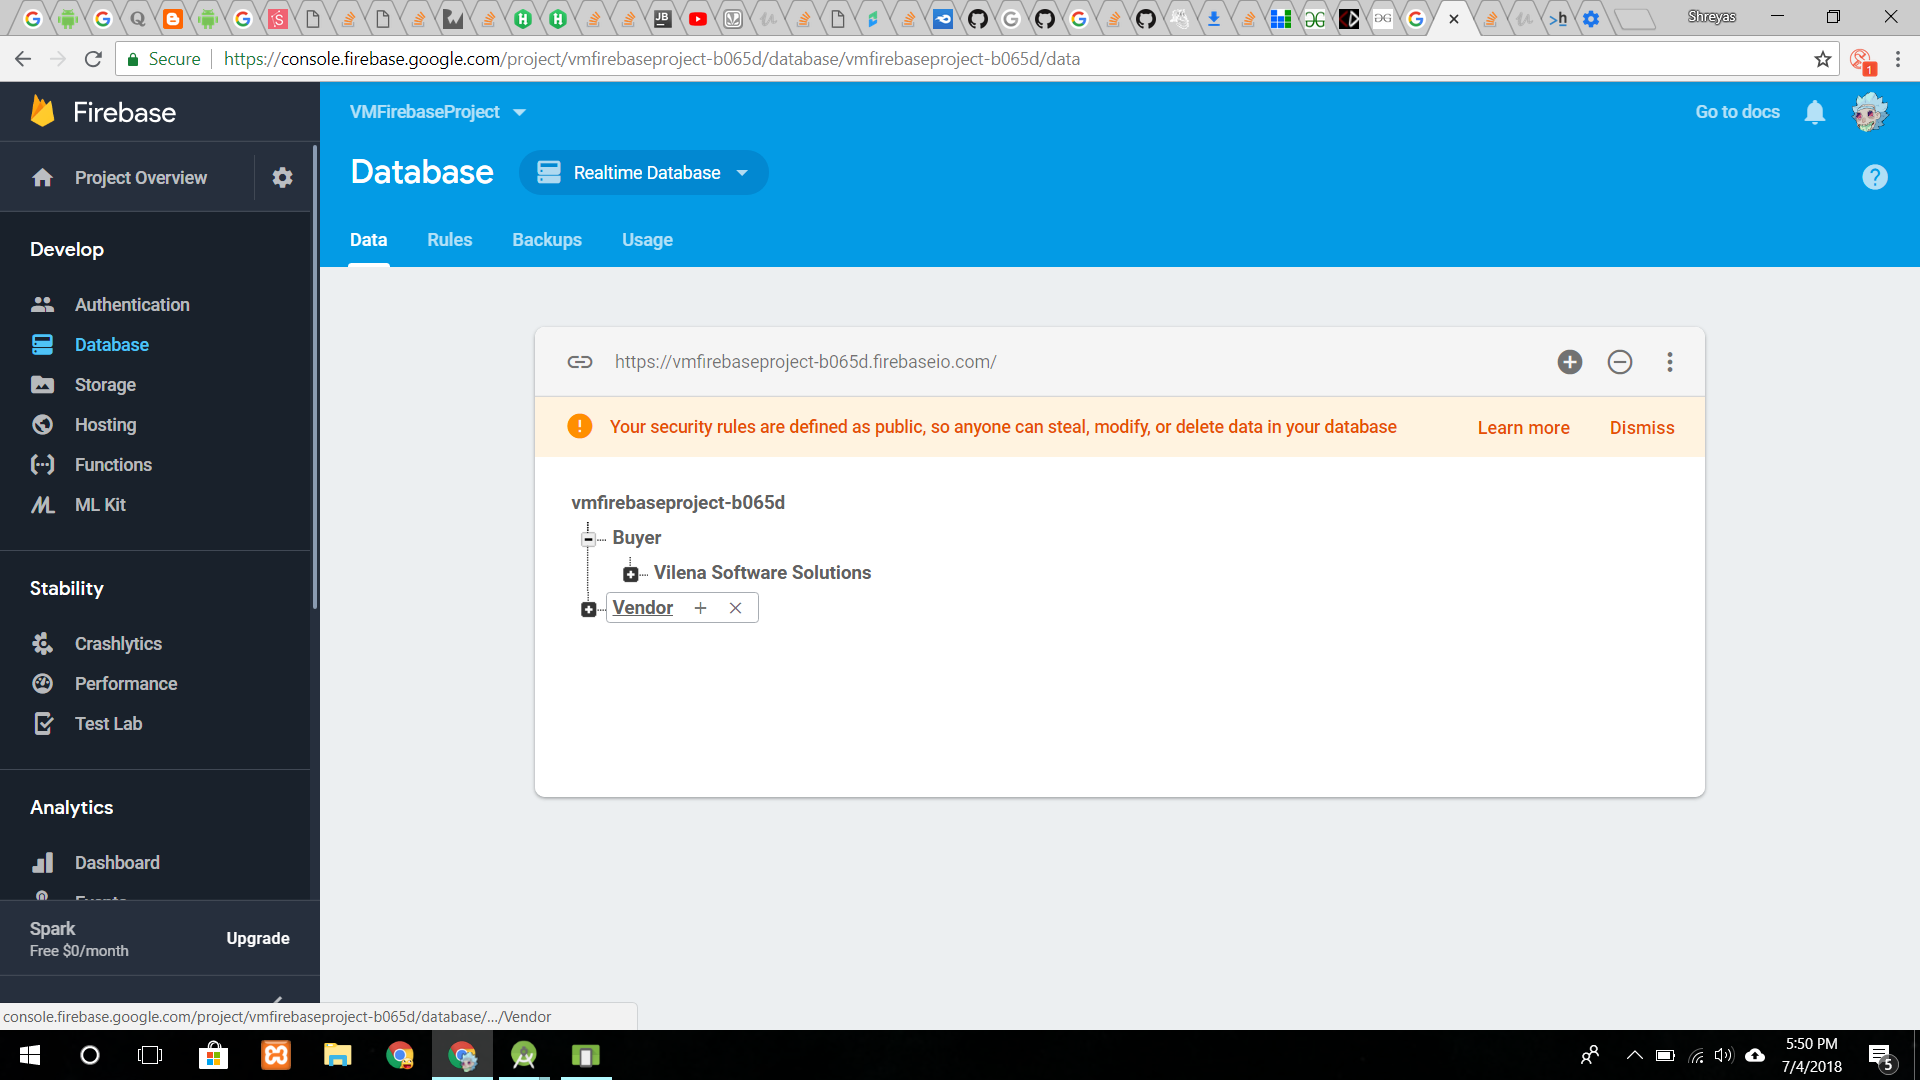 Shreyas
Secure
https://console.firebase.google.com/project/vmfirebaseproject-b065d/database/vmfirebaseproject-b065d/data
1
Firebase
VMFirebaseProject
Go to docs
Project Overview
Database
Realtime Database
?
Data
Rules
Backups
Usage
Develop
Authentication
Database
Storage
Hosting
Functions
ML Kit
https://vmfirebaseproject-b065d.firebaseio.com/
Your security rules are defined as public, so anyone can steal, modify, or delete data in your database
Learn more
Dismiss
vmfirebaseproject-b065d
Buyer
Vilena Software Solutions
Vendor
Stability
Crashlytics
Performance
Test Lab
Analytics
Dashboard
Spark
Free $0/month
Upgrade
console.firebase.google.com/project/vmfirebaseproject-b065d/database/.../Vendor
5:50 PM
7/4/2018
5